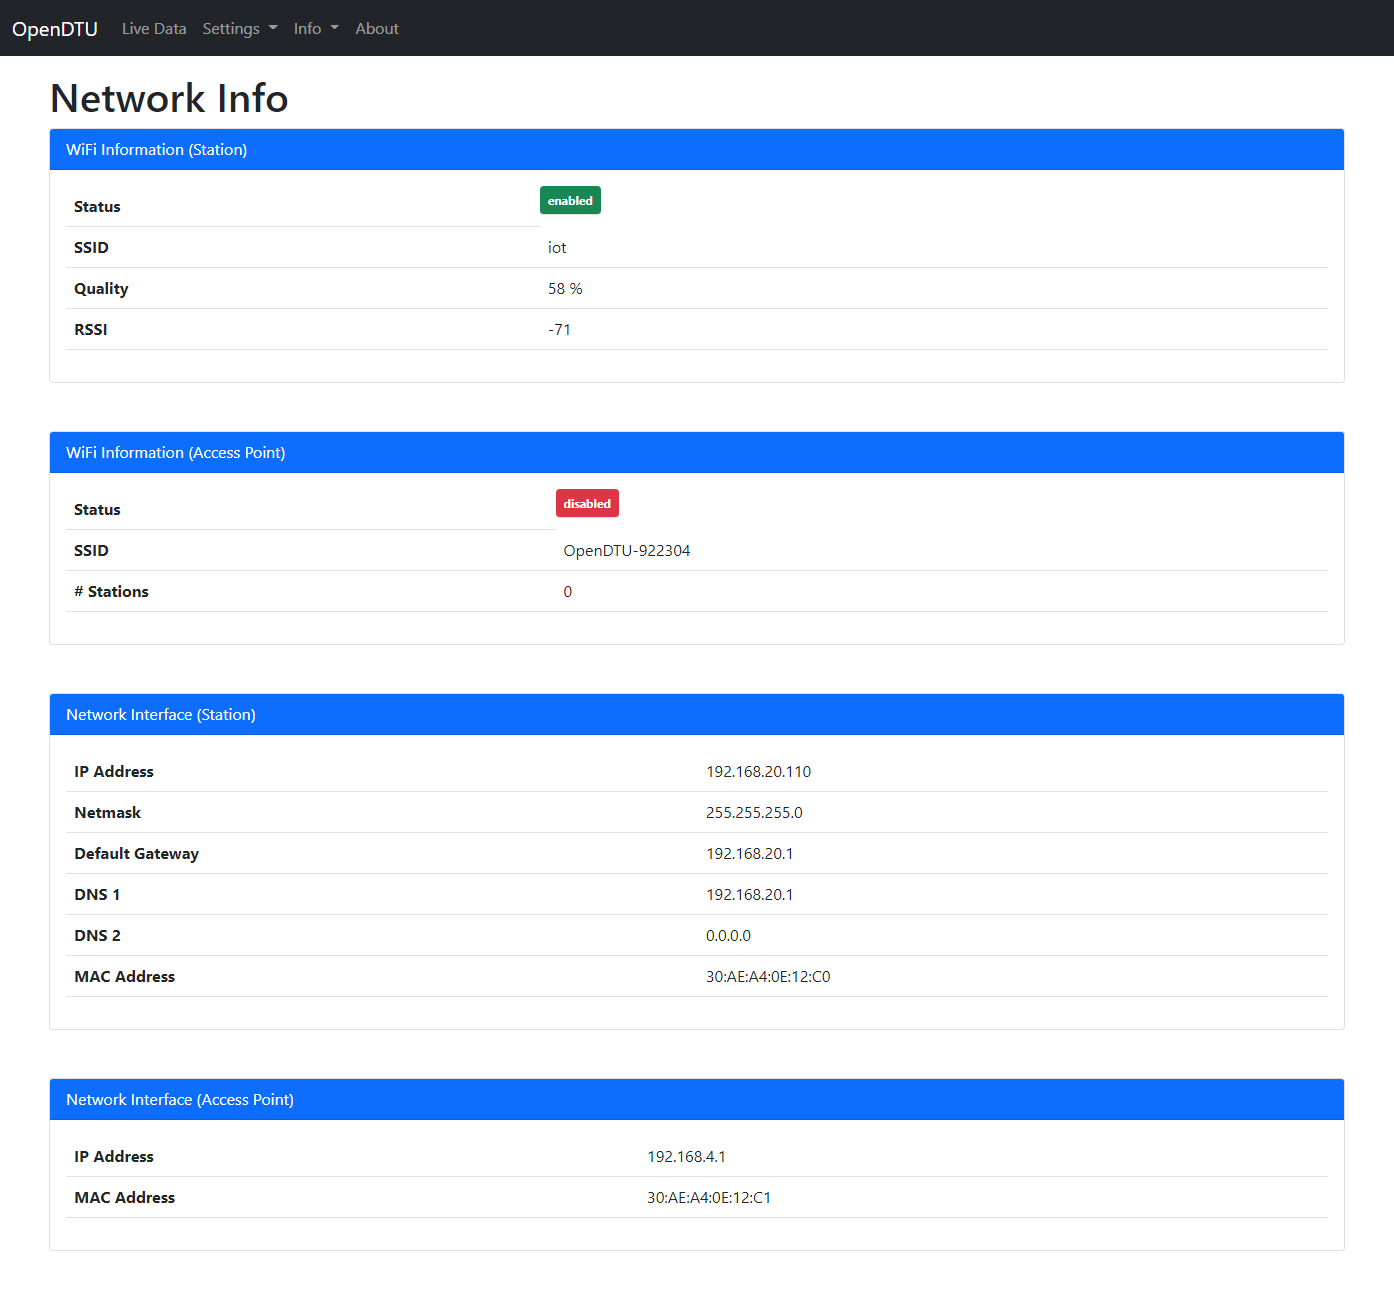 OpenDTU Live Data Settings Info About
Network Info
WiFi Information (Station)
Status enabled
SSID iot
Quality 58 %
RSSI -71
WiFi Information (Access Point)
Status disabled
SSID OpenDTU-922304
# Stations 0
Network Interface (Station)
IP Address 192.168.20.110
Netmask 255.255.255.0
Default Gateway 192.168.20.1
DNS 1 192.168.20.1
DNS 2 0.0.0.0
MAC Address 30:AE:A4:0E:12:C0
Network Interface (Access Point)
IP Address 192.168.4.1
MAC Address 30:AE:A4:0E:12:C1